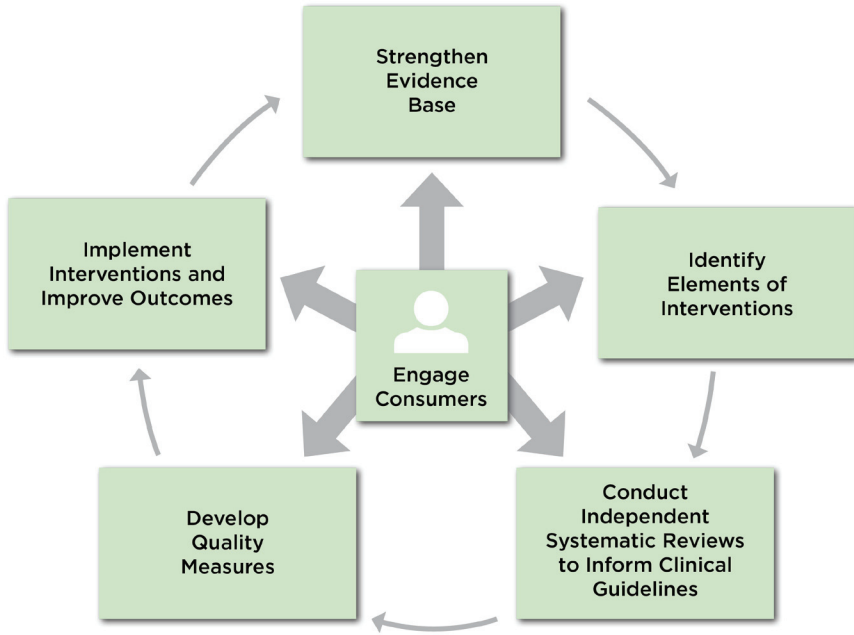 Strengthen
Evidence
Base
Identify
Elements of
Interventions
Conduct
Independent
Systematic Reviews
to Inform Clinical
Guidelines
Develop
Quality
Measures
Implement
Interventions and
Improve Outcomes
Engage
Consumers